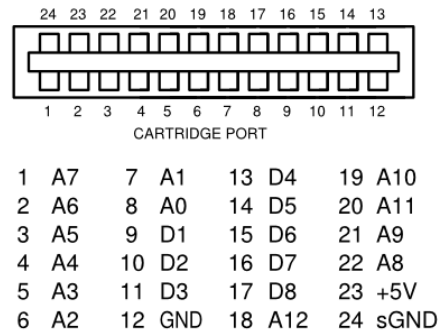 24 23 22 21 20 19 18 17 16 15 14 13
1 2 3 4 5 6 7 8 9 10 11 12
CARTRIDGE PORT
1 A7 7 A1 13 D4 19 A10
2 A6 8 A0 14 D5 20 A11
3 A5 9 D1 15 D6 21 A9
4 A4 10 D2 16 D7 22 A8
5 A3 11 D3 17 D8 23 +5V
6 A2 12 GND 18 A12 24 sGND